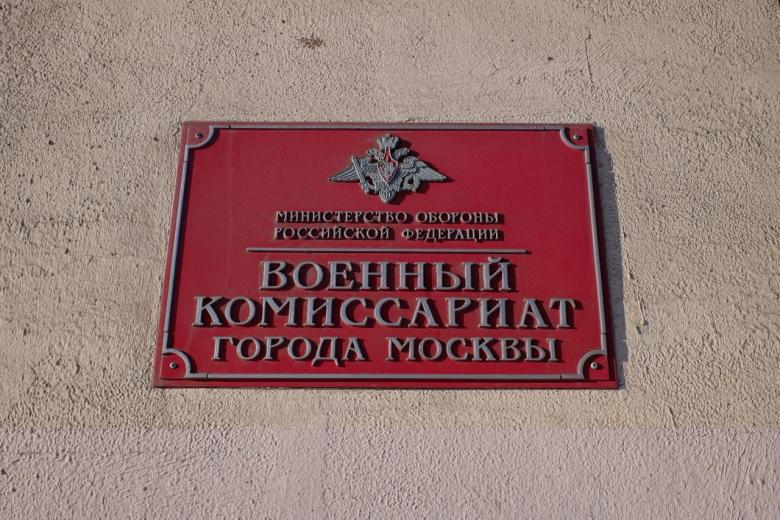 МИНИСТЕРСТВО ОБОРОНЫ
РОССИЙСКОЙ ФЕДЕРАЦИИ
ВОЕННЫЙ
КОМИССАРИАТ
ГОРОДА МОСКВЫ